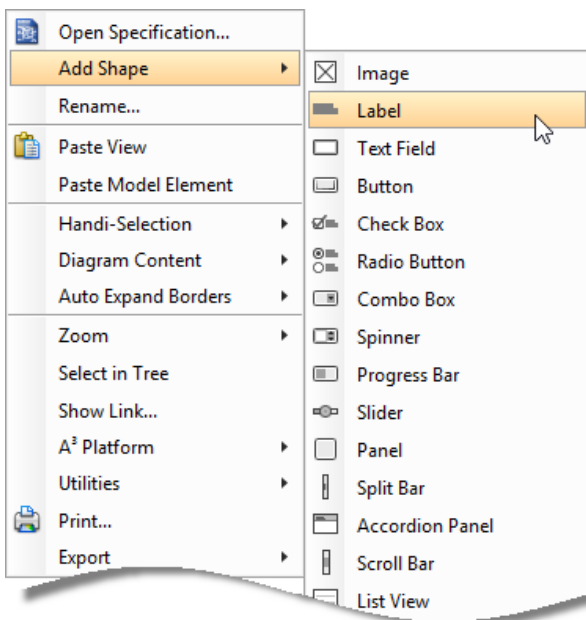 Open Specification...
Add Shape
Rename...
Paste View
Paste Model Element
Handi-Selection
Diagram Content
Auto Expand Borders
Zoom
Select in Tree
Show Link...
A³ Platform
Utilities
Print...
Export
Image
Label
Text Field
Button
Check Box
Radio Button
Combo Box
Spinner
Progress Bar
Slider
Panel
Split Bar
Accordion Panel
Scroll Bar
List View